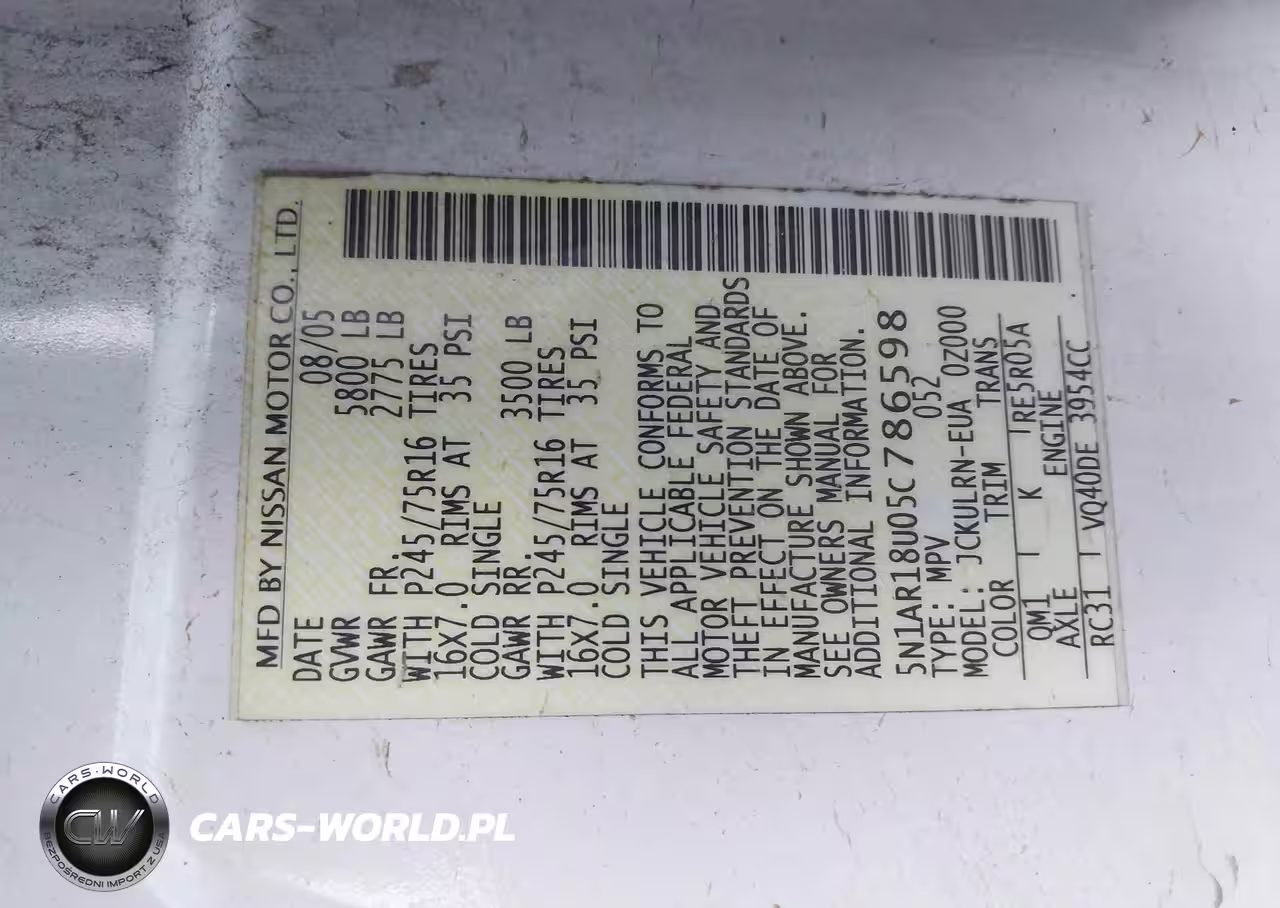 MFD BY NISSAN MOTOR CO., LTD.
DATE 08/05
GVWR 5800 LB
GAWR FR. 2775 LB
WITH P245/75R16 TIRES
16X7.0 RIMS AT 35 PSI
COLD SINGLE
GAWR RR. 3500 LB
WITH P245/75R16 TIRES
16X7.0 RIMS AT 35 PSI
COLD SINGLE
THIS VEHICLE CONFORMS TO
ALL APPLICABLE FEDERAL
MOTOR VEHICLE SAFETY AND
THEFT PREVENTION STANDARDS
IN EFFECT ON THE DATE OF
MANUFACTURE SHOWN ABOVE.
SEE OWNERS MANUAL FOR
ADDITIONAL INFORMATION.
5N1AR18U05C786598
TYPE: MPV 052
MODEL: JCKULRN-EUA 0Z000
COLOR TRIM TRANS
QM1 K RE5R05A
AXLE ENGINE
RC31 VQ40DE 3954CC
CARS-WORLD
CW
BEZPOŚREDNI IMPORT Z USA
CARS-WORLD.PL